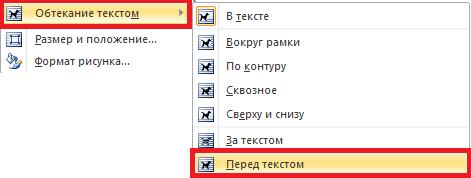 Обтекание текстом
Размер и положение...
Формат рисунка...
В тексте
Вокруг рамки
По контуру
Сквозное
Сверху и снизу
За текстом
Перед текстом